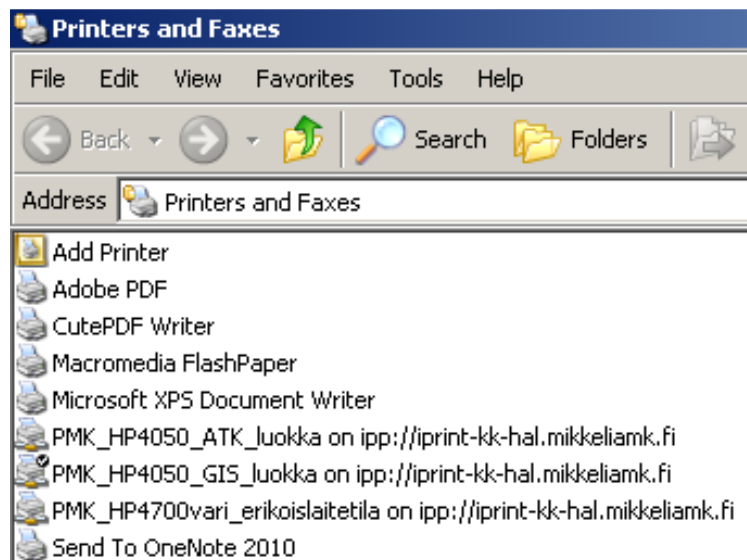 Printers and Faxes
File Edit View Favorites Tools Help
Back Search Folders
Address Printers and Faxes
Add Printer
Adobe PDF
CutePDF Writer
Macromedia FlashPaper
Microsoft XPS Document Writer
PMK_HP4050_ATK_luokka on ipp://iprint-kk-hal.mikkeliamk.fi
PMK_HP4050_GIS_luokka on ipp://iprint-kk-hal.mikkeliamk.fi
PMK_HP4700vari_erikoislaitetila on ipp://iprint-kk-hal.mikkeliamk.fi
Send To OneNote 2010